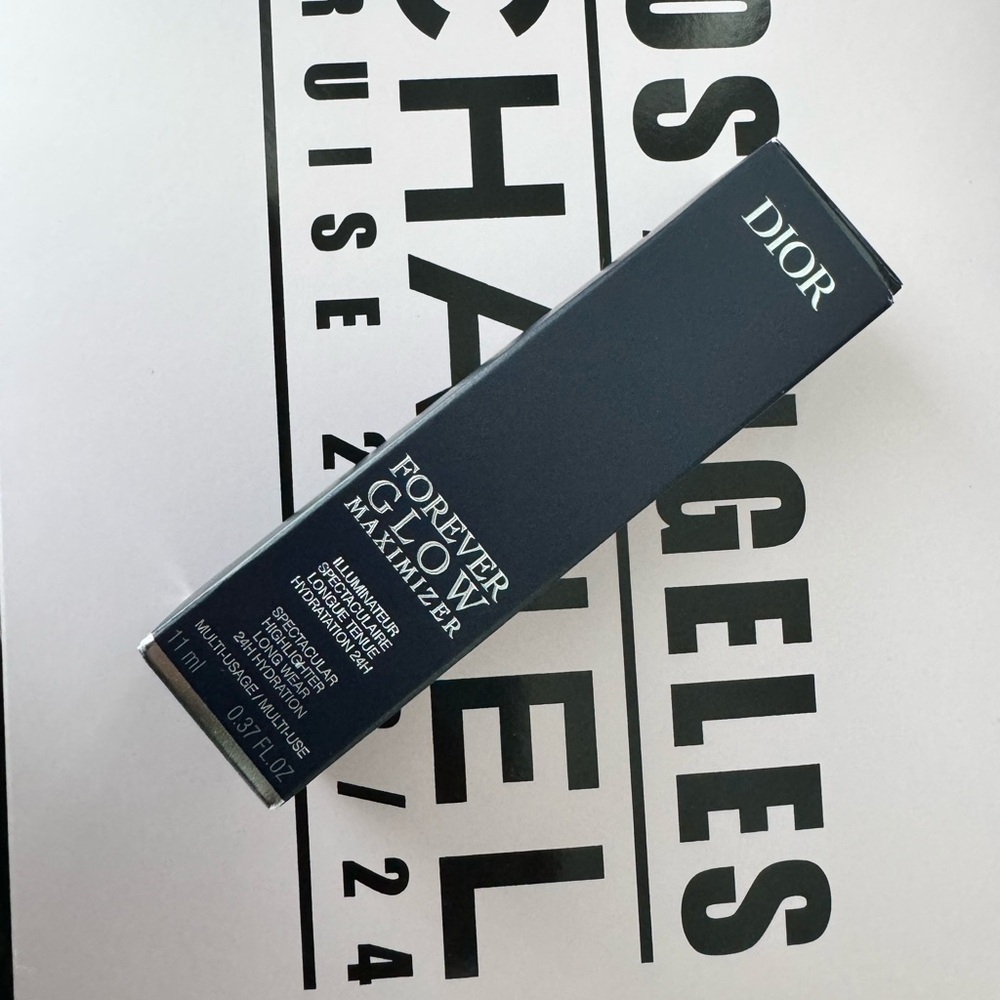 DIOR
FOREVER
GLOW
MAXIMIZER
ILLUMINATEUR
SPECTACULAIRE
LONGUE TENUE
HYDRATATION 24H
SPECTACULAR
HIGHLIGHTER
LONG WEAR
24H HYDRATION
MULTI-USAGE / MULTI-USE
11 ml 0.37 FL.OZ
LOS ANGELES
CHANEL
CRUISE 2 /24